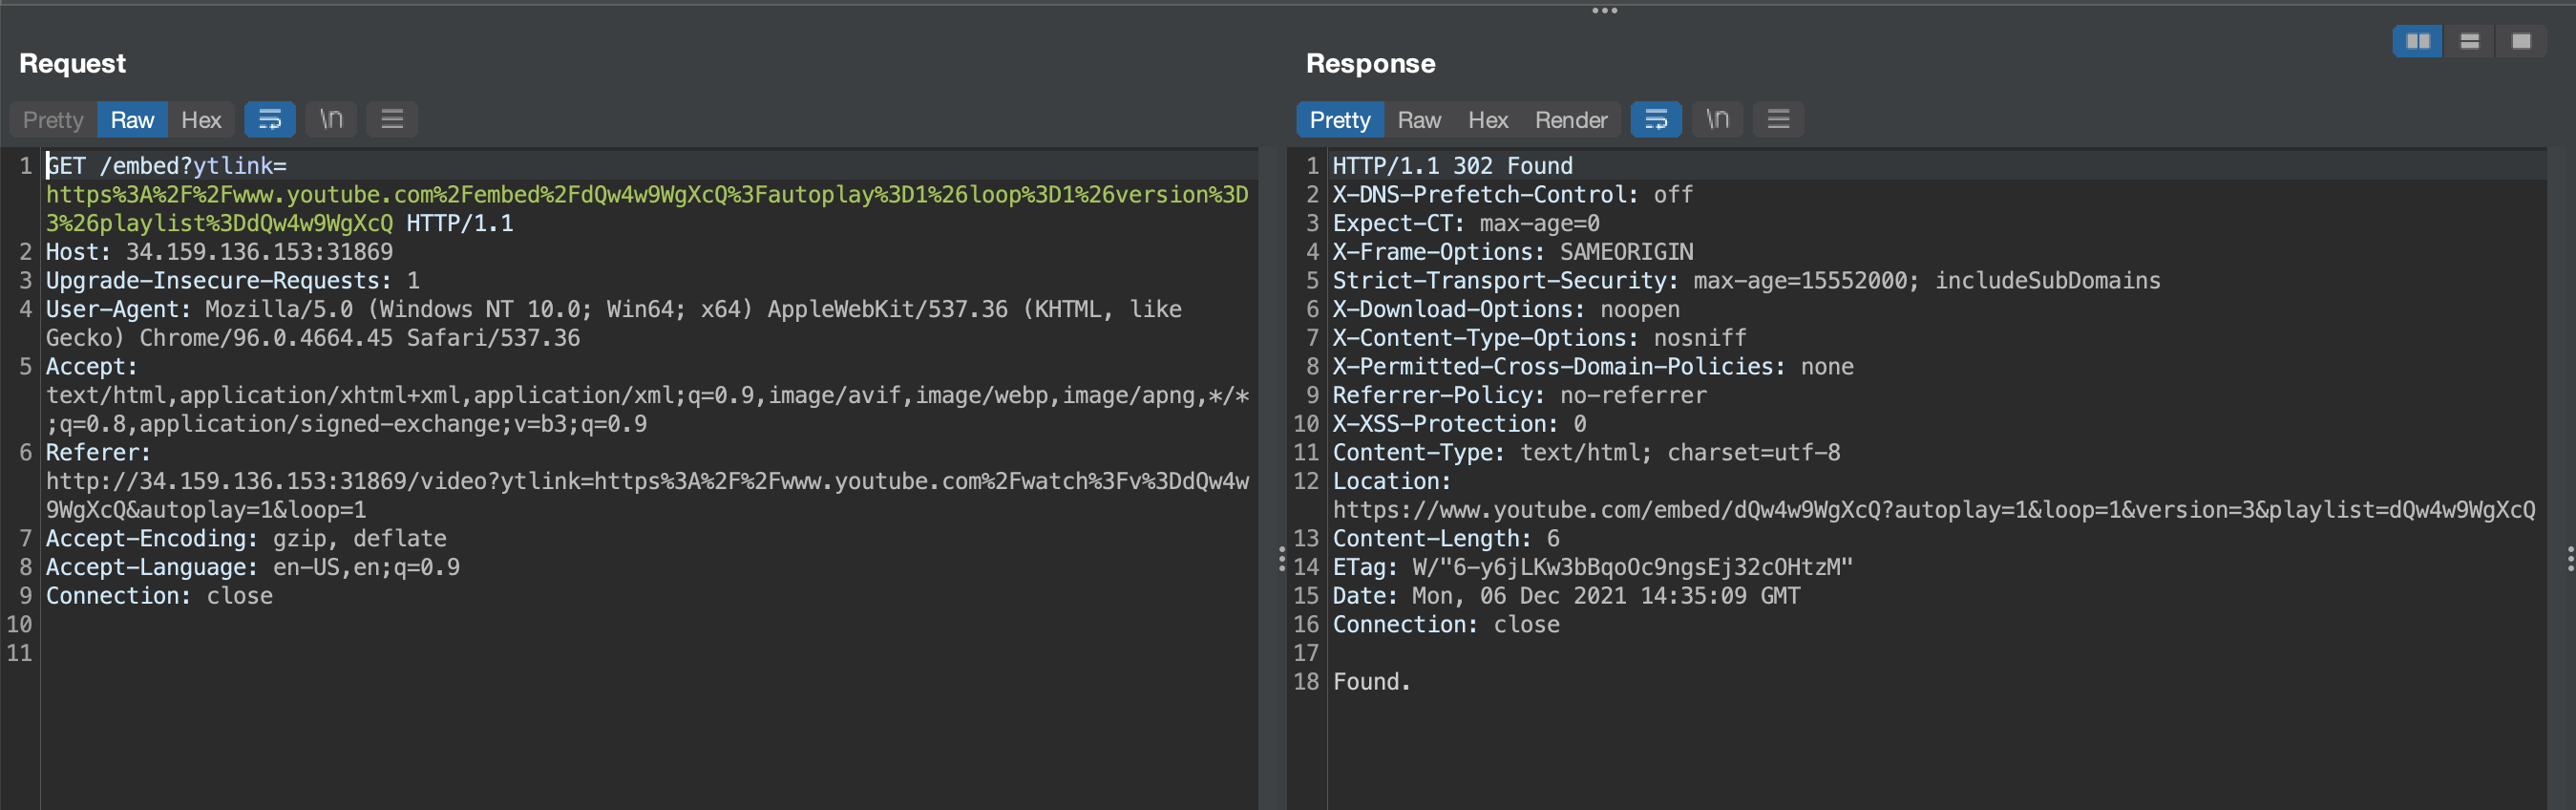 Request
Pretty Raw Hex \n
1 GET /embed?ytlink=
https%3A%2F%2Fwww.youtube.com%2Fembed%2FdQw4w9WgXcQ%3Fautoplay%3D1%26loop%3D1%26version%3D
3%26playlist%3DdQw4w9WgXcQ HTTP/1.1
2 Host: 34.159.136.153:31869
3 Upgrade-Insecure-Requests: 1
4 User-Agent: Mozilla/5.0 (Windows NT 10.0; Win64; x64) AppleWebKit/537.36 (KHTML, like
Gecko) Chrome/96.0.4664.45 Safari/537.36
5 Accept:
text/html,application/xhtml+xml,application/xml;q=0.9,image/avif,image/webp,image/apng,*/*
;q=0.8,application/signed-exchange;v=b3;q=0.9
6 Referer:
http://34.159.136.153:31869/video?ytlink=https%3A%2F%2Fwww.youtube.com%2Fwatch%3Fv%3DdQw4w
9WgXcQ&autoplay=1&loop=1
7 Accept-Encoding: gzip, deflate
8 Accept-Language: en-US,en;q=0.9
9 Connection: close
10
11
Response
Pretty Raw Hex Render \n
1 HTTP/1.1 302 Found
2 X-DNS-Prefetch-Control: off
3 Expect-CT: max-age=0
4 X-Frame-Options: SAMEORIGIN
5 Strict-Transport-Security: max-age=15552000; includeSubDomains
6 X-Download-Options: noopen
7 X-Content-Type-Options: nosniff
8 X-Permitted-Cross-Domain-Policies: none
9 Referrer-Policy: no-referrer
10 X-XSS-Protection: 0
11 Content-Type: text/html; charset=utf-8
12 Location:
https://www.youtube.com/embed/dQw4w9WgXcQ?autoplay=1&loop=1&version=3&playlist=dQw4w9WgXcQ
13 Content-Length: 6
14 ETag: W/"6-y6jLKw3bBqoOc9ngsEj32cOHtzM"
15 Date: Mon, 06 Dec 2021 14:35:09 GMT
16 Connection: close
17
18 Found.